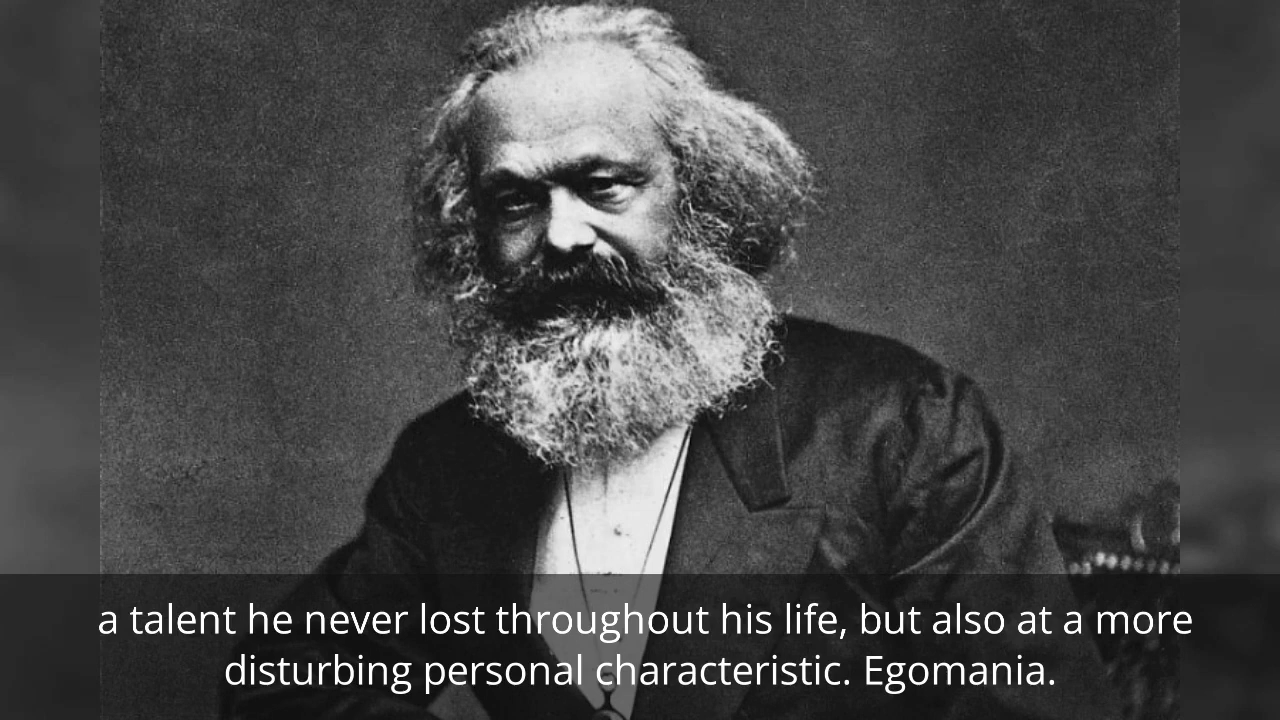 a talent he never lost throughout his life, but also at a more
disturbing personal characteristic. Egomania.